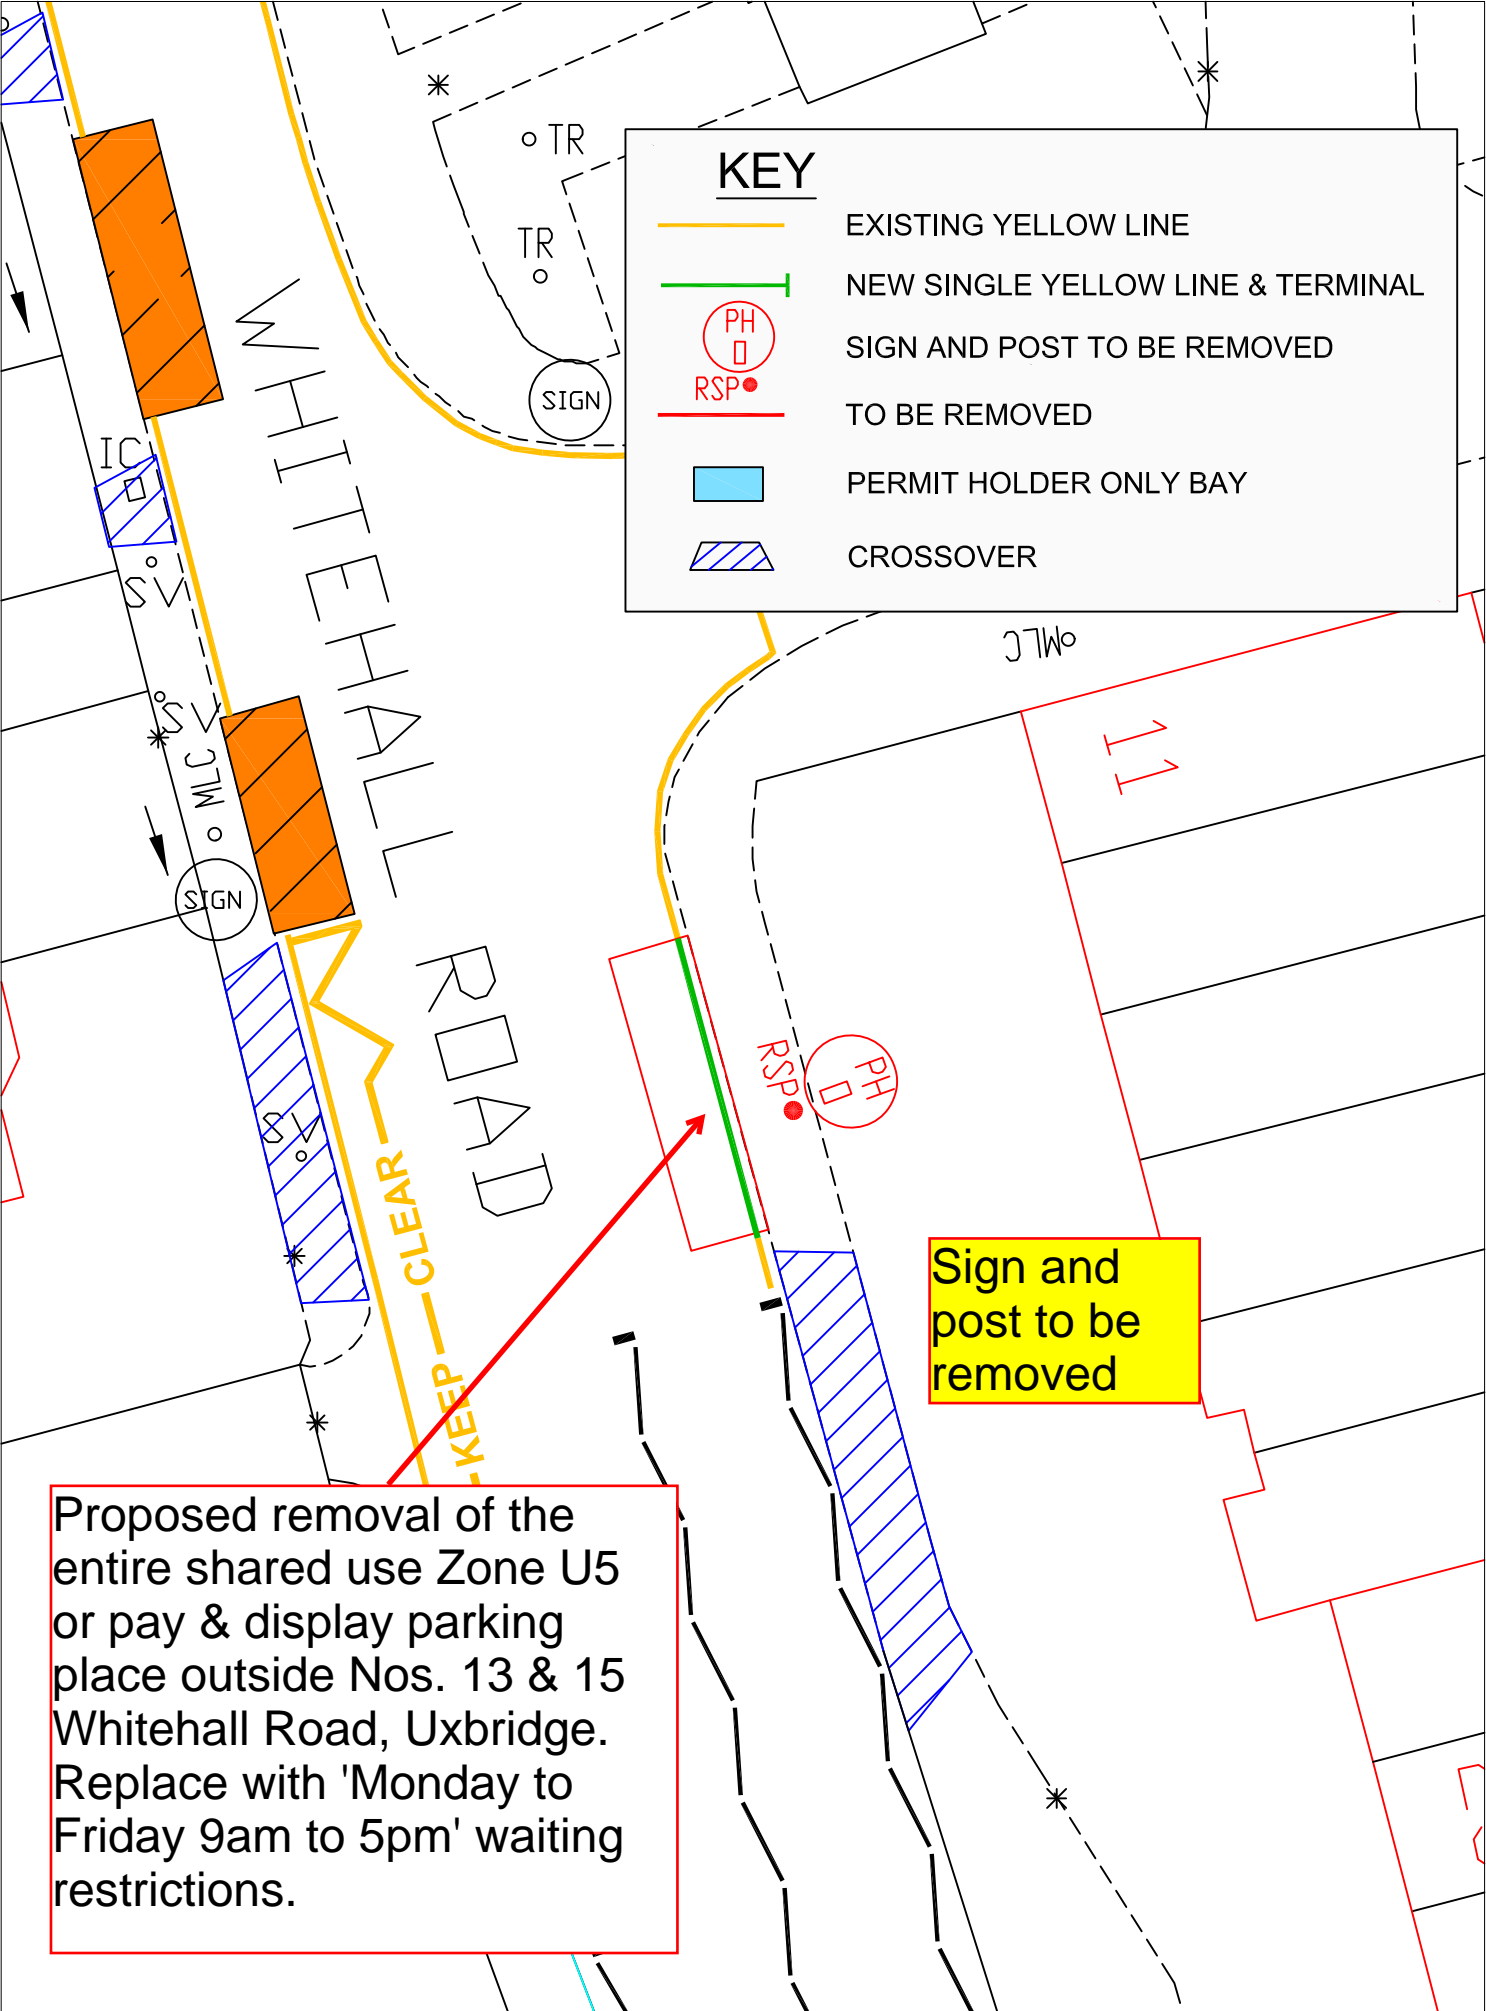 TR
TR
SIGN
KEY
EXISTING YELLOW LINE
NEW SINGLE YELLOW LINE & TERMINAL
PH
SIGN AND POST TO BE REMOVED
RSP
TO BE REMOVED
PERMIT HOLDER ONLY BAY
CROSSOVER
WHITEHALL ROAD
IC
SV
SV
MLC
SIGN
MLC
11
RSP
PH
SV
KEEP CLEAR
Sign and
post to be
removed
Proposed removal of the
entire shared use Zone U5
or pay & display parking
place outside Nos. 13 & 15
Whitehall Road, Uxbridge.
Replace with 'Monday to
Friday 9am to 5pm' waiting
restrictions.